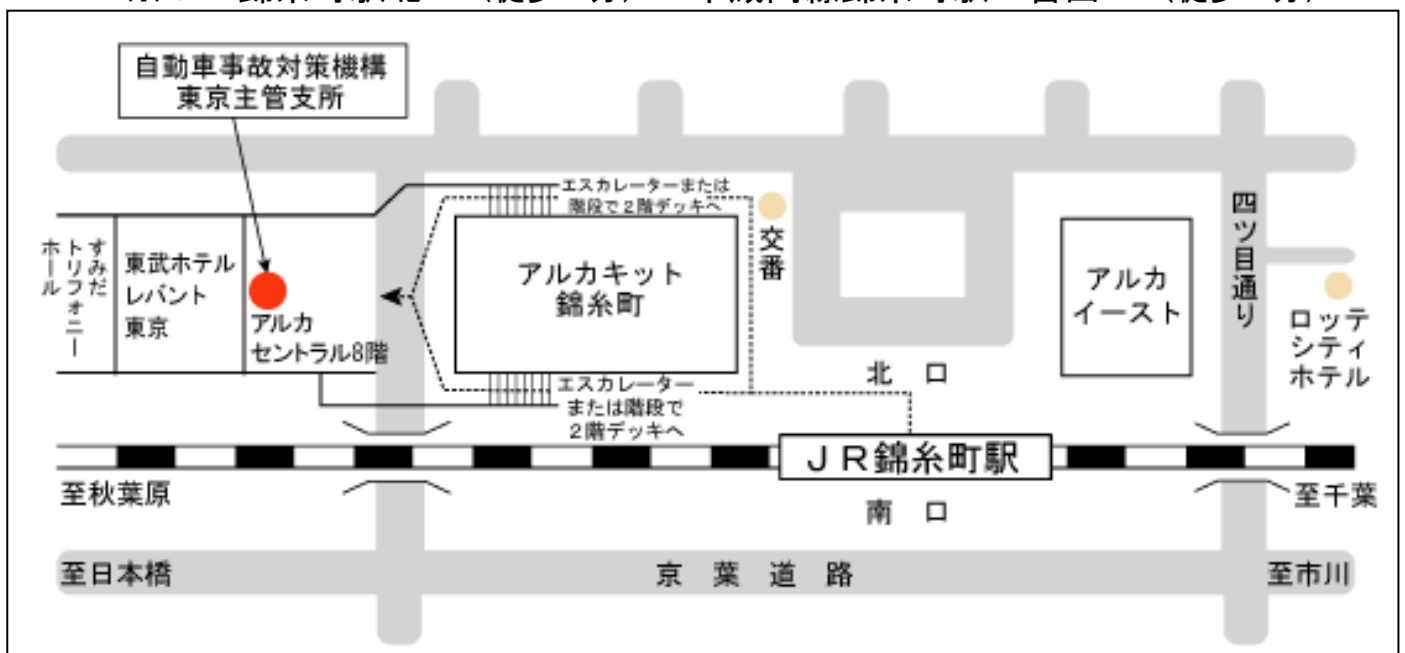 自動車事故対策機構
東京主管支所
エスカレーターまたは
階段で2階デッキへ
交番
四ツ目通り
すみだ
トリフォニー
ホール
東武ホテル
レバント
東京
アルカ
セントラル8階
アルカキット
錦糸町
アルカ
イースト
ロッテ
シティ
ホテル
北 口
エスカレーター
または階段で
2階デッキへ
JR錦糸町駅
至秋葉原
南 口
至千葉
至日本橋
京 葉 道 路
至市川